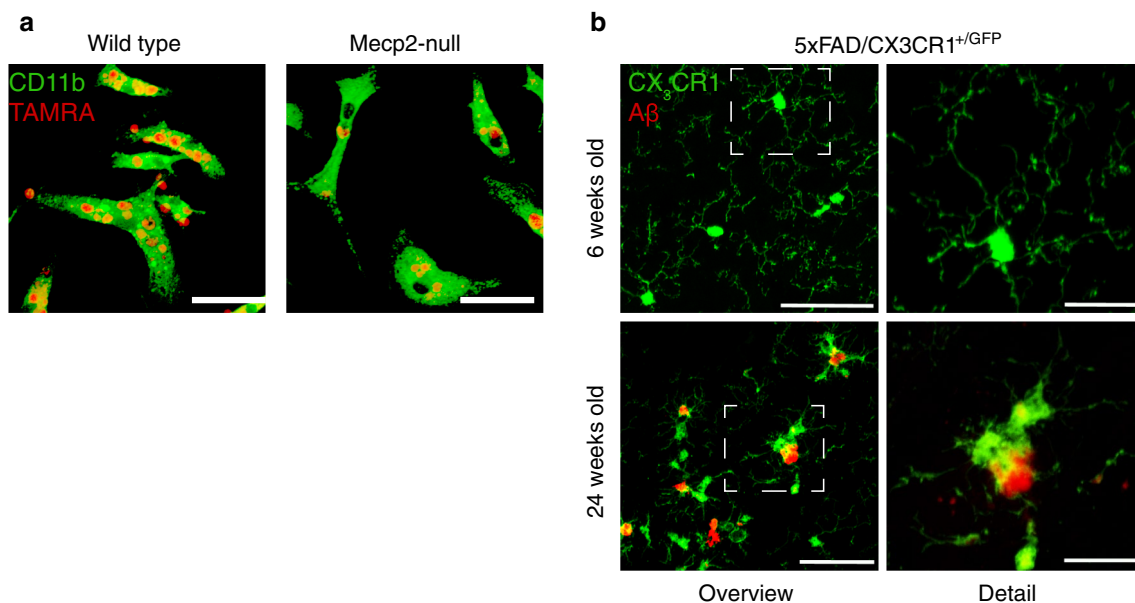 a
Wild type
Mecp2-null
CD11b
TAMRA
b
5xFAD/CX3CR1+/GFP
CX3CR1
Aβ
6 weeks old
24 weeks old
Overview
Detail